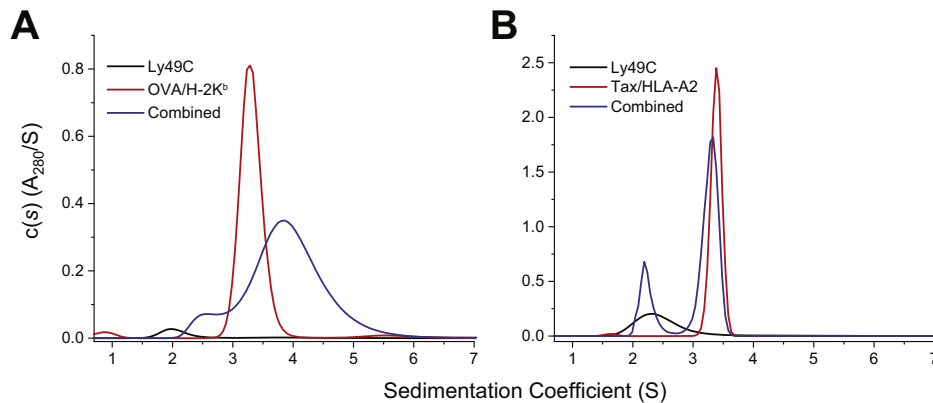 A
B
Ly49C
OVA/H-2Kᵇ
Combined
Ly49C
Tax/HLA-A2
Combined
c(s) (A₂₈₀/S)
0.8
0.6
0.4
0.2
0.0
2.5
2.0
1.5
1.0
0.5
0.0
1 2 3 4 5 6 7
1 2 3 4 5 6 7
Sedimentation Coefficient (S)